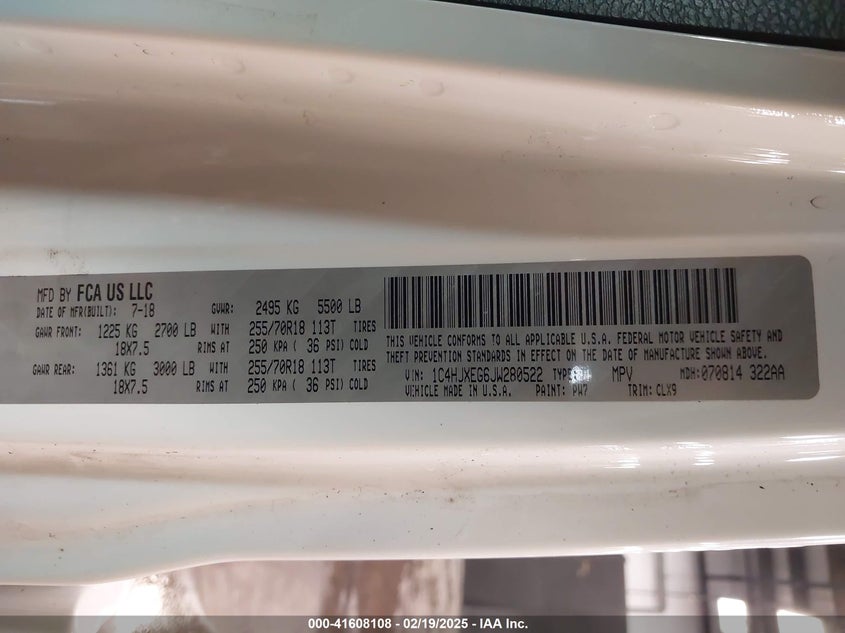 MFD BY FCA US LLC
DATE OF MFR(BUILT): 7-18 GVWR: 2495 KG 5500 LB
GAWR FRONT: 1225 KG 2700 LB WITH 255/70R18 113T TIRES
18X7.5 RIMS AT 250 KPA ( 36 PSI) COLD
GAWR REAR: 1361 KG 3000 LB WITH 255/70R18 113T TIRES
18X7.5 RIMS AT 250 KPA ( 36 PSI) COLD
THIS VEHICLE CONFORMS TO ALL APPLICABLE U.S.A. FEDERAL MOTOR VEHICLE SAFETY AND
THEFT PREVENTION STANDARDS IN EFFECT ON THE DATE OF MANUFACTURE SHOWN ABOVE.
VIN: 1C4HJXEG6JW280522 TYPE: MPV MDH: 070814 322AA
VEHICLE MADE IN U.S.A. PAINT: PW7 TRIM: CLX9
000-41608108 - 02/19/2025 - IAA Inc.